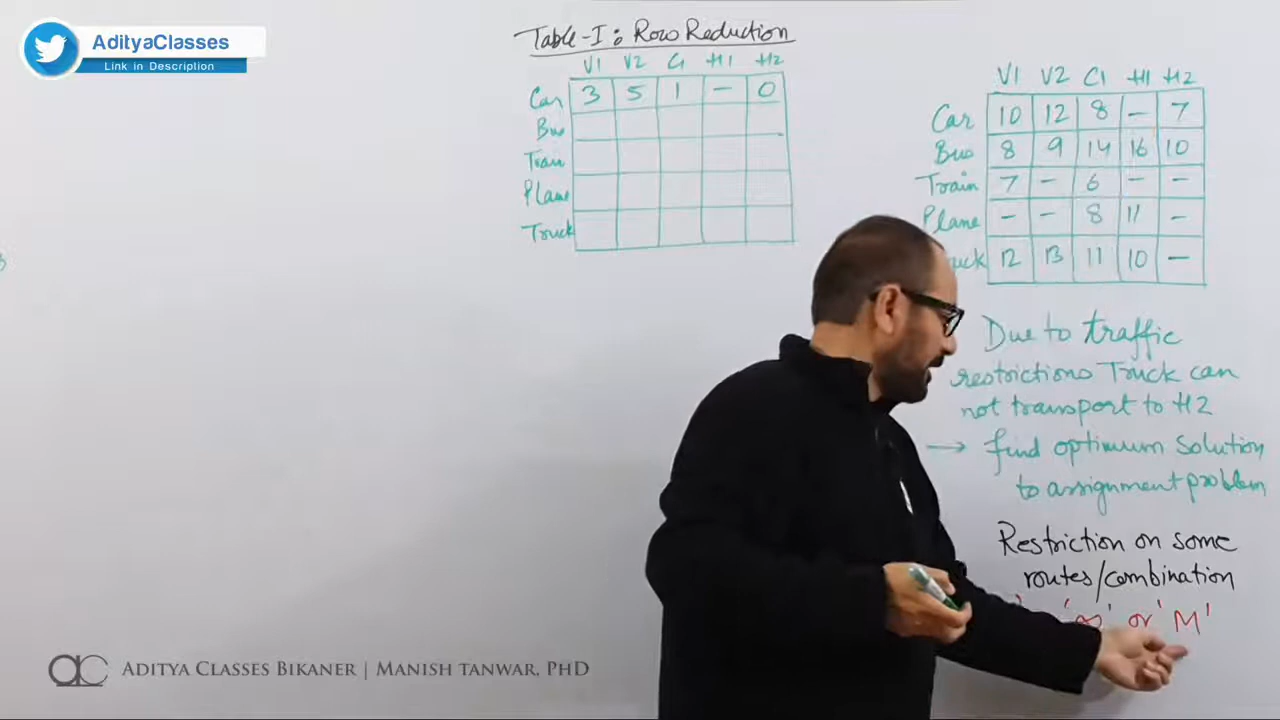 AdityaClasses
Link in Description
Table-I: Row Reduction
V1 V2 C1 H1 H2
Car 3 5 1 - 0
Bus
Train
Plane
Truck
V1 V2 C1 H1 H2
Car 10 12 8 - 7
Bus 8 9 14 16 10
Train 7 - 6 - -
Plane - - 8 11 -
uck 12 13 11 10 -
Due to traffic
restrictions Truck can
not transport to H2
→ find optimum solution
to assignment problem
Restriction on some
routes/combination
'∞' or 'M'
ac ADITYA CLASSES BIKANER | MANISH TANWAR, PHD